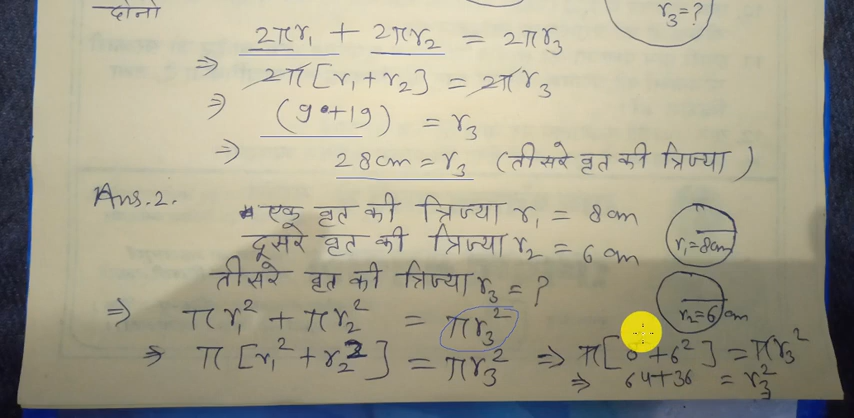 दोनो
r₃ = ?
2πr₁ + 2πr₂ = 2πr₃
⇒ 2π[r₁ + r₂] = 2πr₃
⇒ (9 + 19) = r₃
⇒ 28cm = r₃ (तीसरे वृत की त्रिज्या)
Ans.2. एक वृत की त्रिज्या r₁ = 8 cm
r₁ = 8cm
दूसरे वृत की त्रिज्या r₂ = 6 cm
तीसरे वृत की त्रिज्या r₃ = ?
r₂ = 6 cm
⇒ πr₁² + πr₂² = πr₃²
⇒ π[r₁² + r₂²] = πr₃² ⇒ π[ + 6²] = πr₃²
⇒ 64 + 36 = r₃²